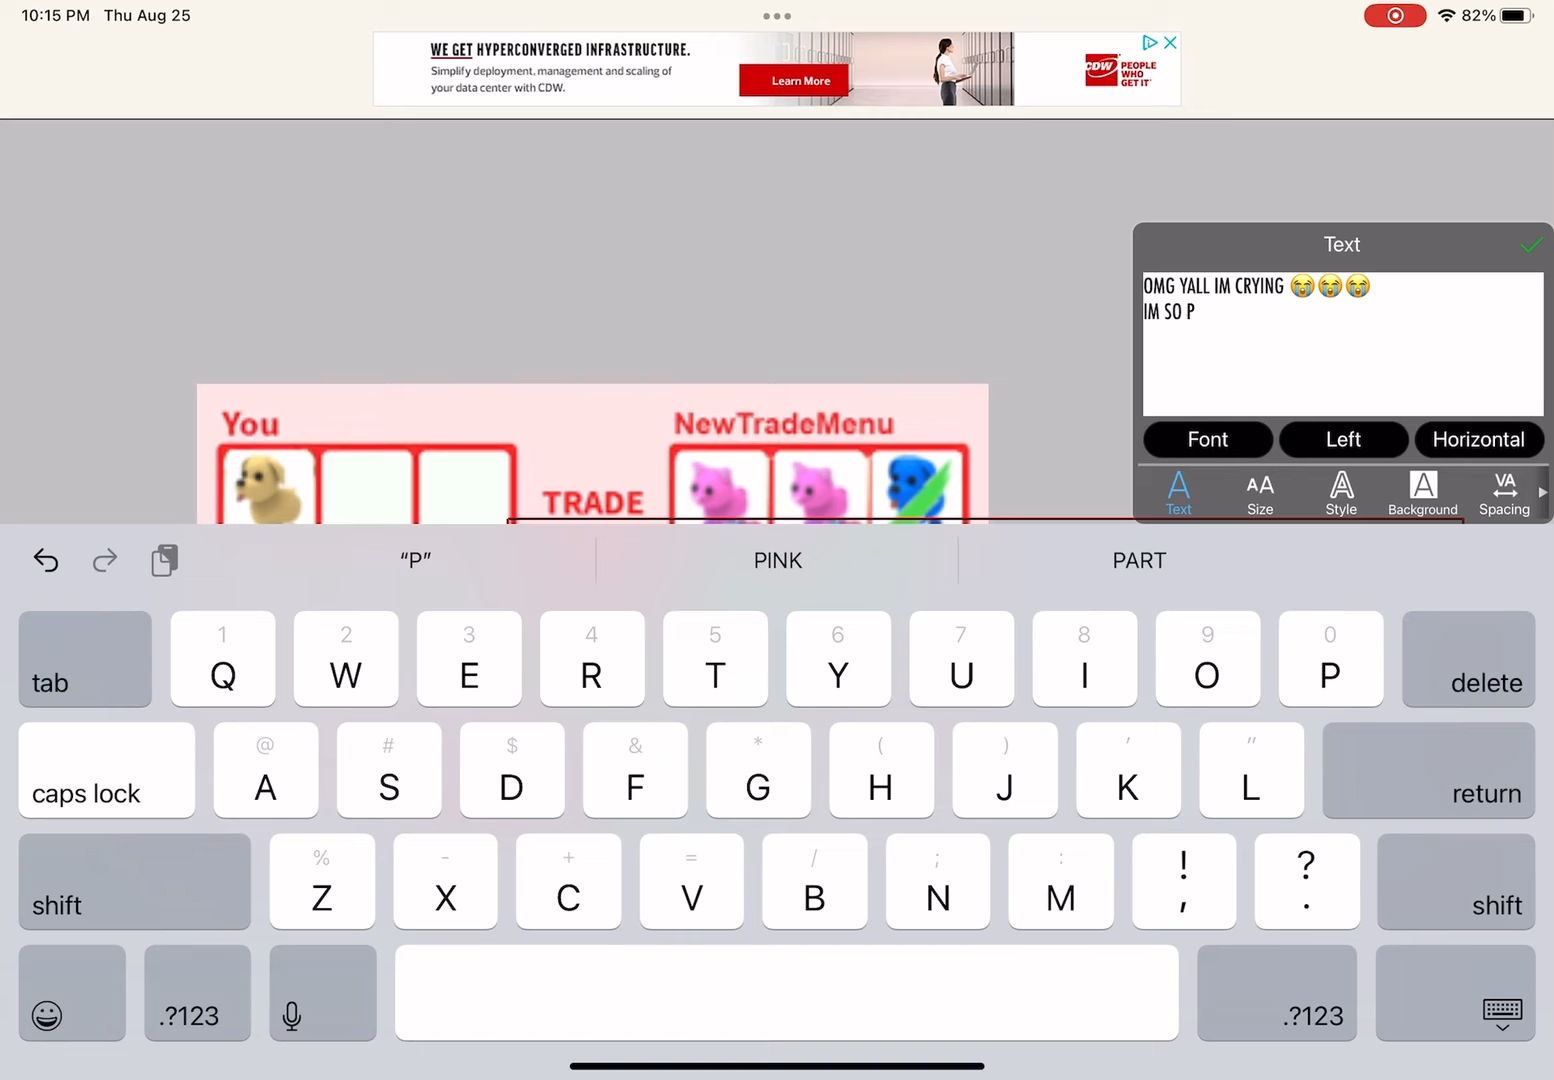 10:15 PM Thu Aug 25
82%
WE GET HYPERCONVERGED INFRASTRUCTURE.
Simplify deployment, management and scaling of
your data center with CDW.
Learn More
CDW
PEOPLE
WHO
GET IT
Text
OMG YALL IM CRYING 😭😭😭
IM SO P
Font Left Horizontal
A AA A A VA
Text Size Style Background Spacing
You
NewTradeMenu
TRADE
“P” PINK PART
1 2 3 4 5 6 7 8 9 0
tab Q W E R T Y U I O P delete
@ # $ & * ( ) ' "
caps lock A S D F G H J K L return
% - + = / ; : ! ?
shift Z X C V B N M , . shift
.?123 .?123